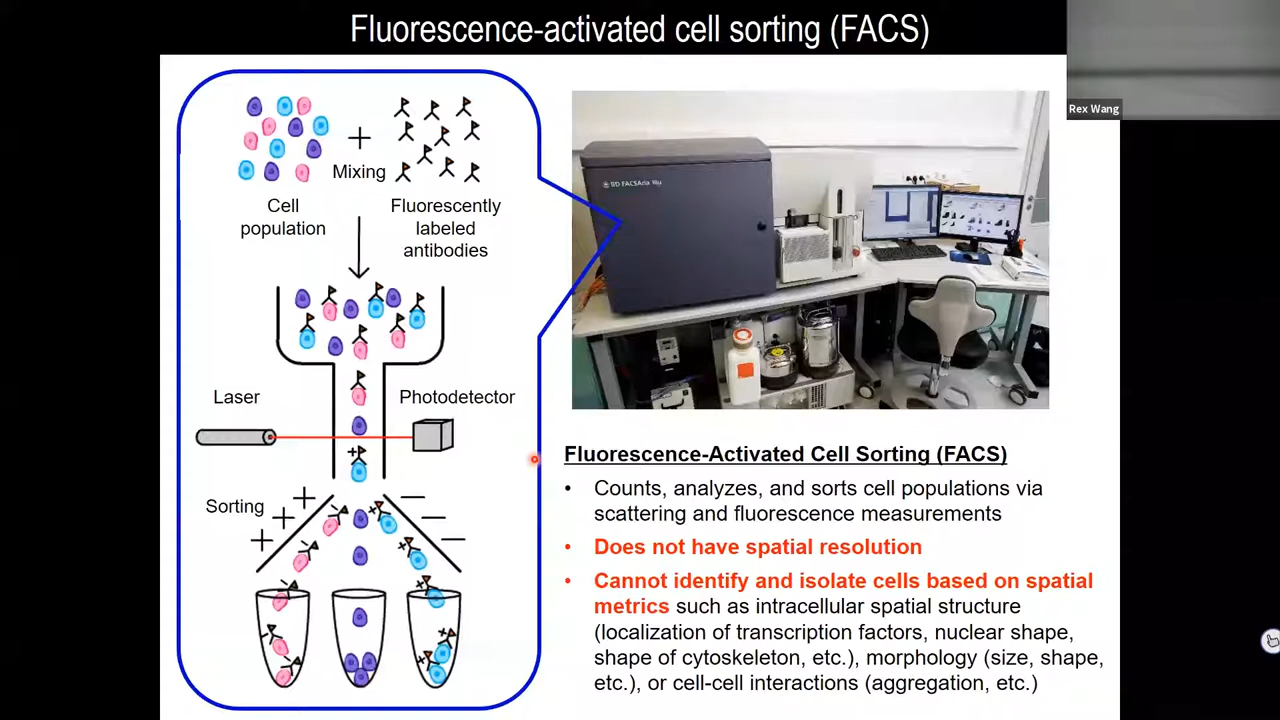 Fluorescence-activated cell sorting (FACS)
Rex Wang
Mixing
Cell
population
Fluorescently
labeled
antibodies
Laser
Photodetector
Sorting
BD FACSAria
Fluorescence-Activated Cell Sorting (FACS)
• Counts, analyzes, and sorts cell populations via
scattering and fluorescence measurements
• Does not have spatial resolution
• Cannot identify and isolate cells based on spatial
metrics such as intracellular spatial structure
(localization of transcription factors, nuclear shape,
shape of cytoskeleton, etc.), morphology (size, shape,
etc.), or cell-cell interactions (aggregation, etc.)